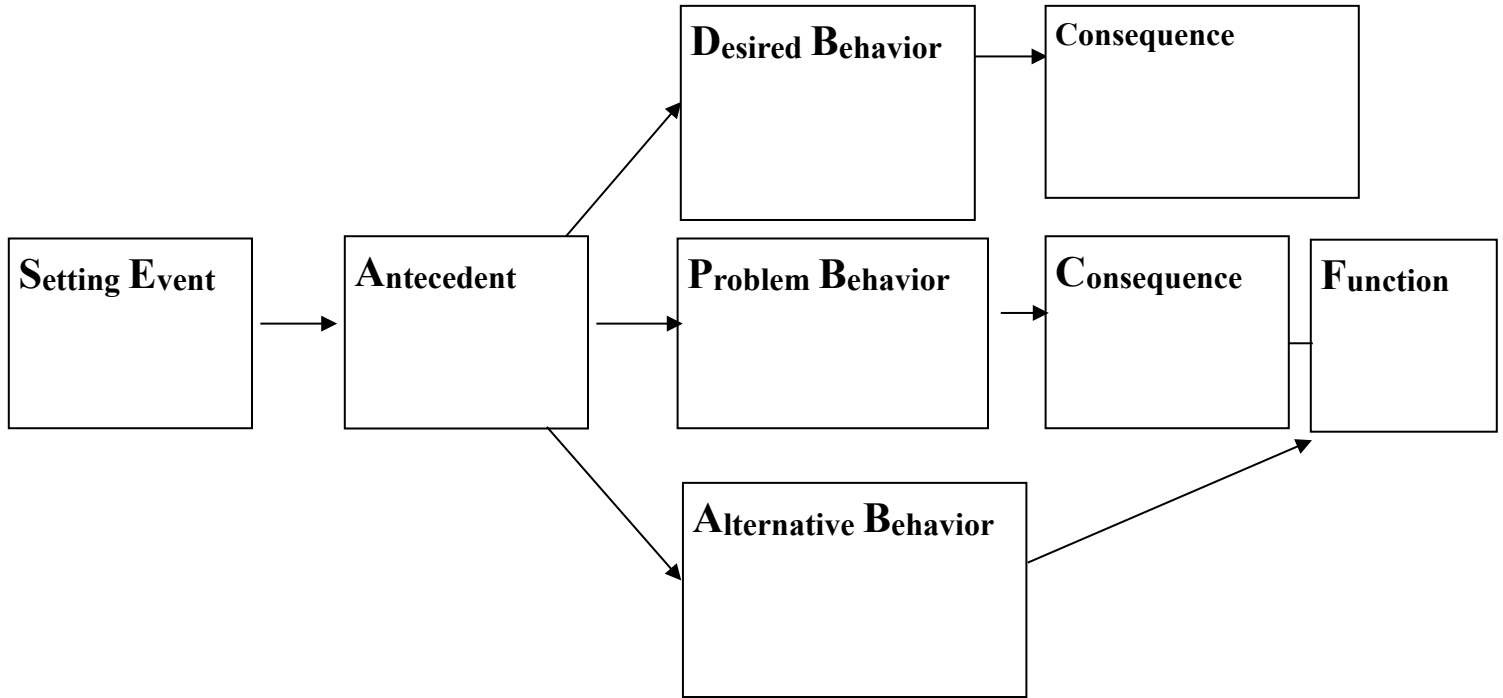 Desired Behavior
Consequence
Setting Event
Antecedent
Problem Behavior
Consequence
Function
Alternative Behavior